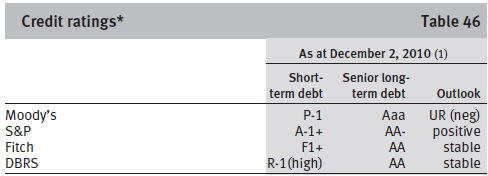 Credit ratings* Table 46
As at December 2, 2010 (1)
Short- Senior long-
term debt term debt Outlook
Moody's P-1 Aaa UR (neg)
S&P A-1+ AA- positive
Fitch F1+ AA stable
DBRS R-1(high) AA stable